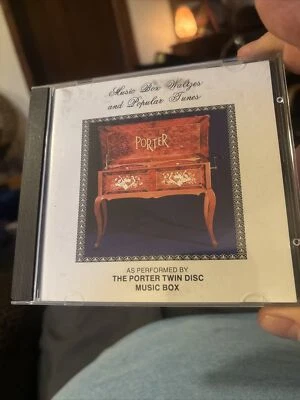 Music Box Waltzes
and Popular Tunes
PORTER
AS PERFORMED BY
THE PORTER TWIN DISC
MUSIC BOX